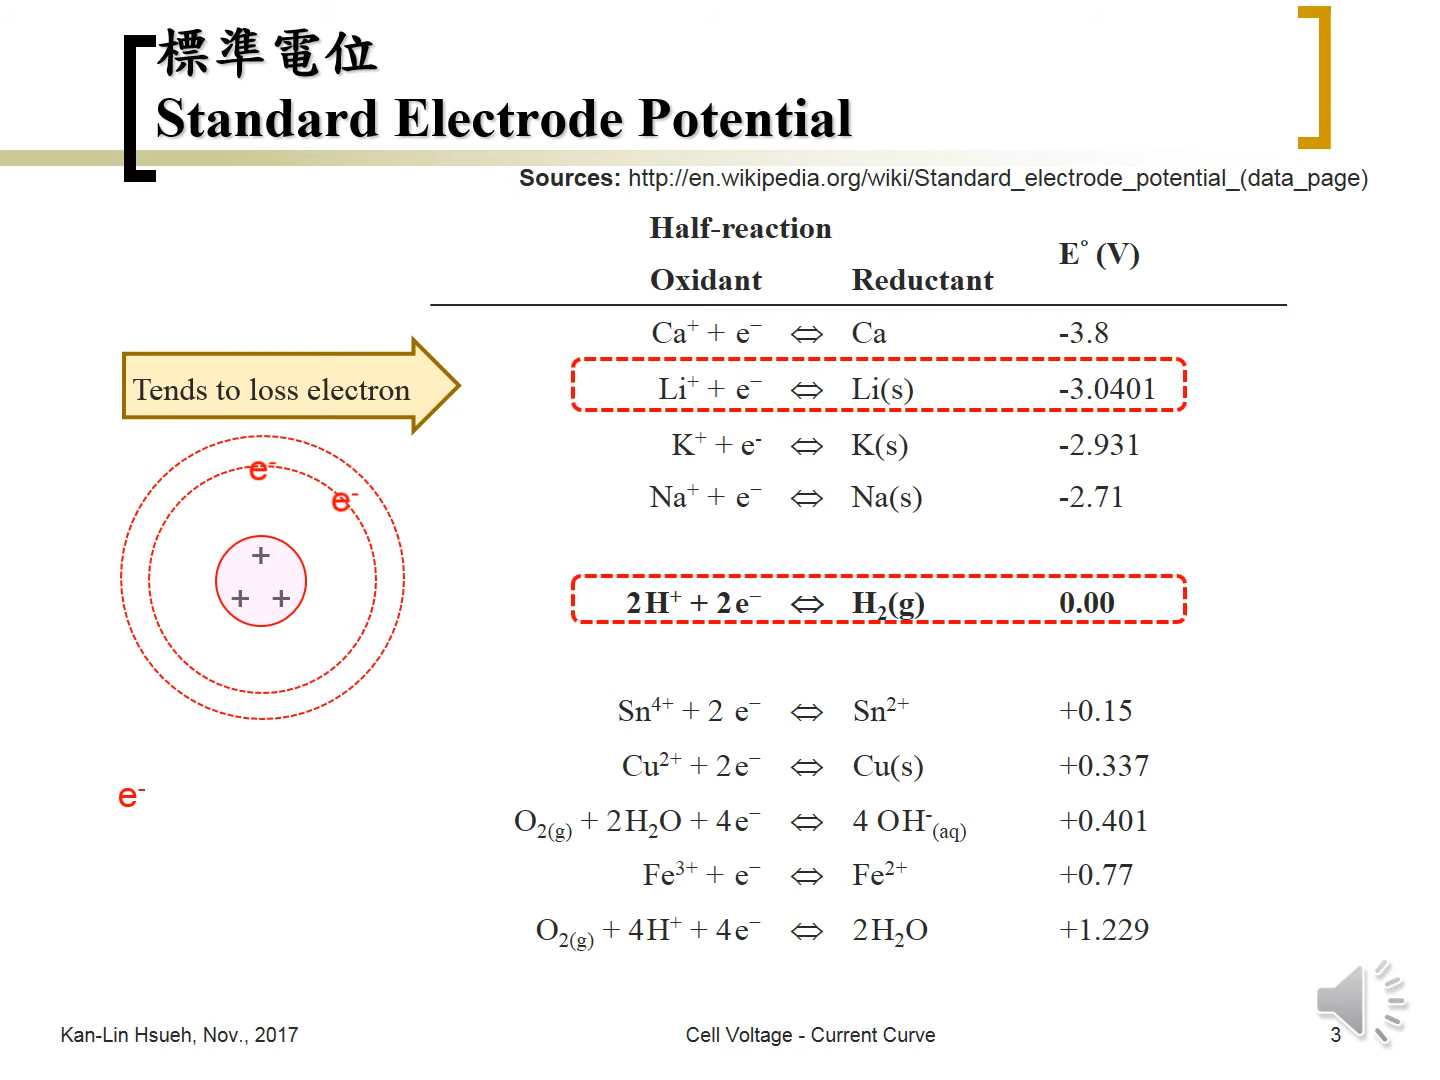 標準電位
Standard Electrode Potential
Sources: http://en.wikipedia.org/wiki/Standard_electrode_potential_(data_page)
Half-reaction
E° (V)
Oxidant Reductant
Ca⁺ + e⁻ ⇔ Ca -3.8
Tends to loss electron
Li⁺ + e⁻ ⇔ Li(s) -3.0401
K⁺ + e⁻ ⇔ K(s) -2.931
Na⁺ + e⁻ ⇔ Na(s) -2.71
e⁻
e⁻
+
+ +
2H⁺ + 2e⁻ ⇔ H₂(g) 0.00
Sn⁴⁺ + 2 e⁻ ⇔ Sn²⁺ +0.15
Cu²⁺ + 2e⁻ ⇔ Cu(s) +0.337
e⁻
O₂₍g₎ + 2H₂O + 4e⁻ ⇔ 4 OH⁻(aq) +0.401
Fe³⁺ + e⁻ ⇔ Fe²⁺ +0.77
O₂₍g₎ + 4H⁺ + 4e⁻ ⇔ 2H₂O +1.229
Kan-Lin Hsueh, Nov., 2017
Cell Voltage - Current Curve
3